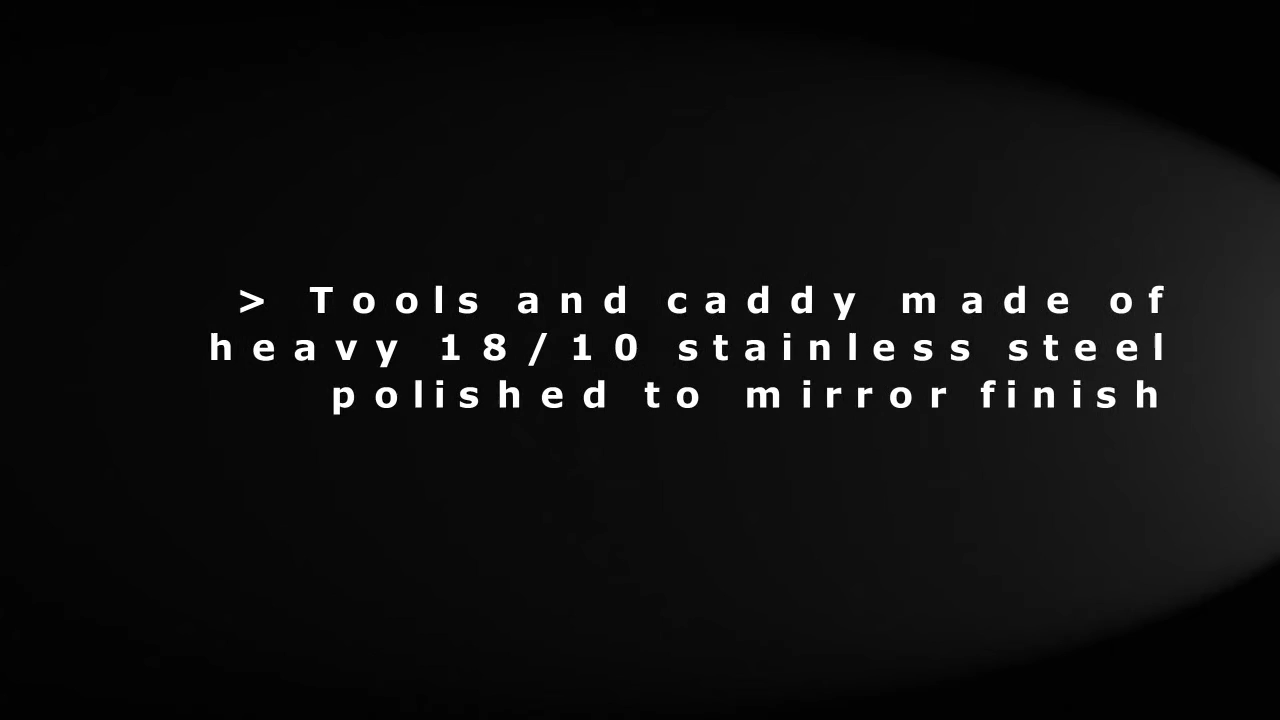 > Tools and caddy made of
heavy 18/10 stainless steel
polished to mirror finish